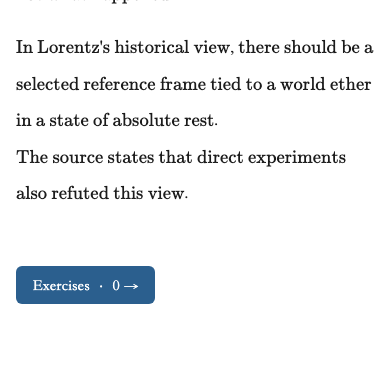 In Lorentz's historical view, there should be a
selected reference frame tied to a world ether
in a state of absolute rest.
The source states that direct experiments
also refuted this view.
Exercises · 0 →